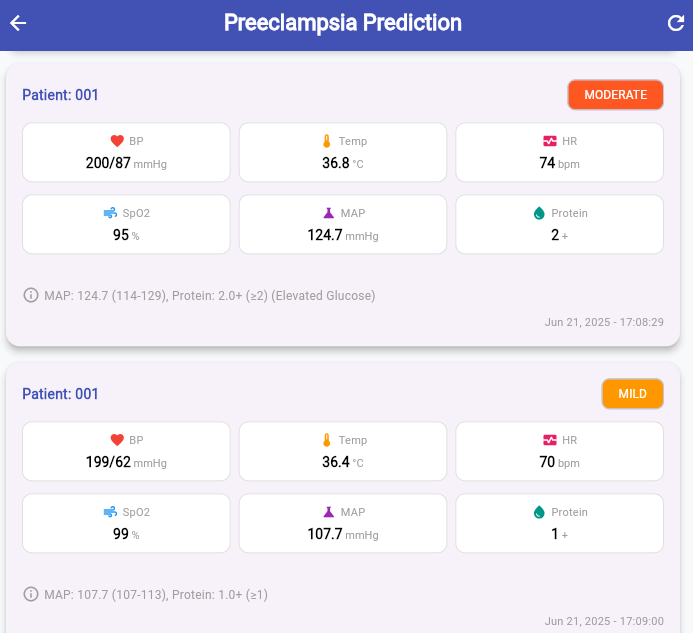 Preeclampsia Prediction
Patient: 001 MODERATE
BP Temp HR
200/87 mmHg 36.8 °C 74 bpm
SpO2 MAP Protein
95 % 124.7 mmHg 2 +
MAP: 124.7 (114-129), Protein: 2.0+ (≥2) (Elevated Glucose)
Jun 21, 2025 - 17:08:29
Patient: 001 MILD
BP Temp HR
199/62 mmHg 36.4 °C 70 bpm
SpO2 MAP Protein
99 % 107.7 mmHg 1 +
MAP: 107.7 (107-113), Protein: 1.0+ (≥1)
Jun 21, 2025 - 17:09:00